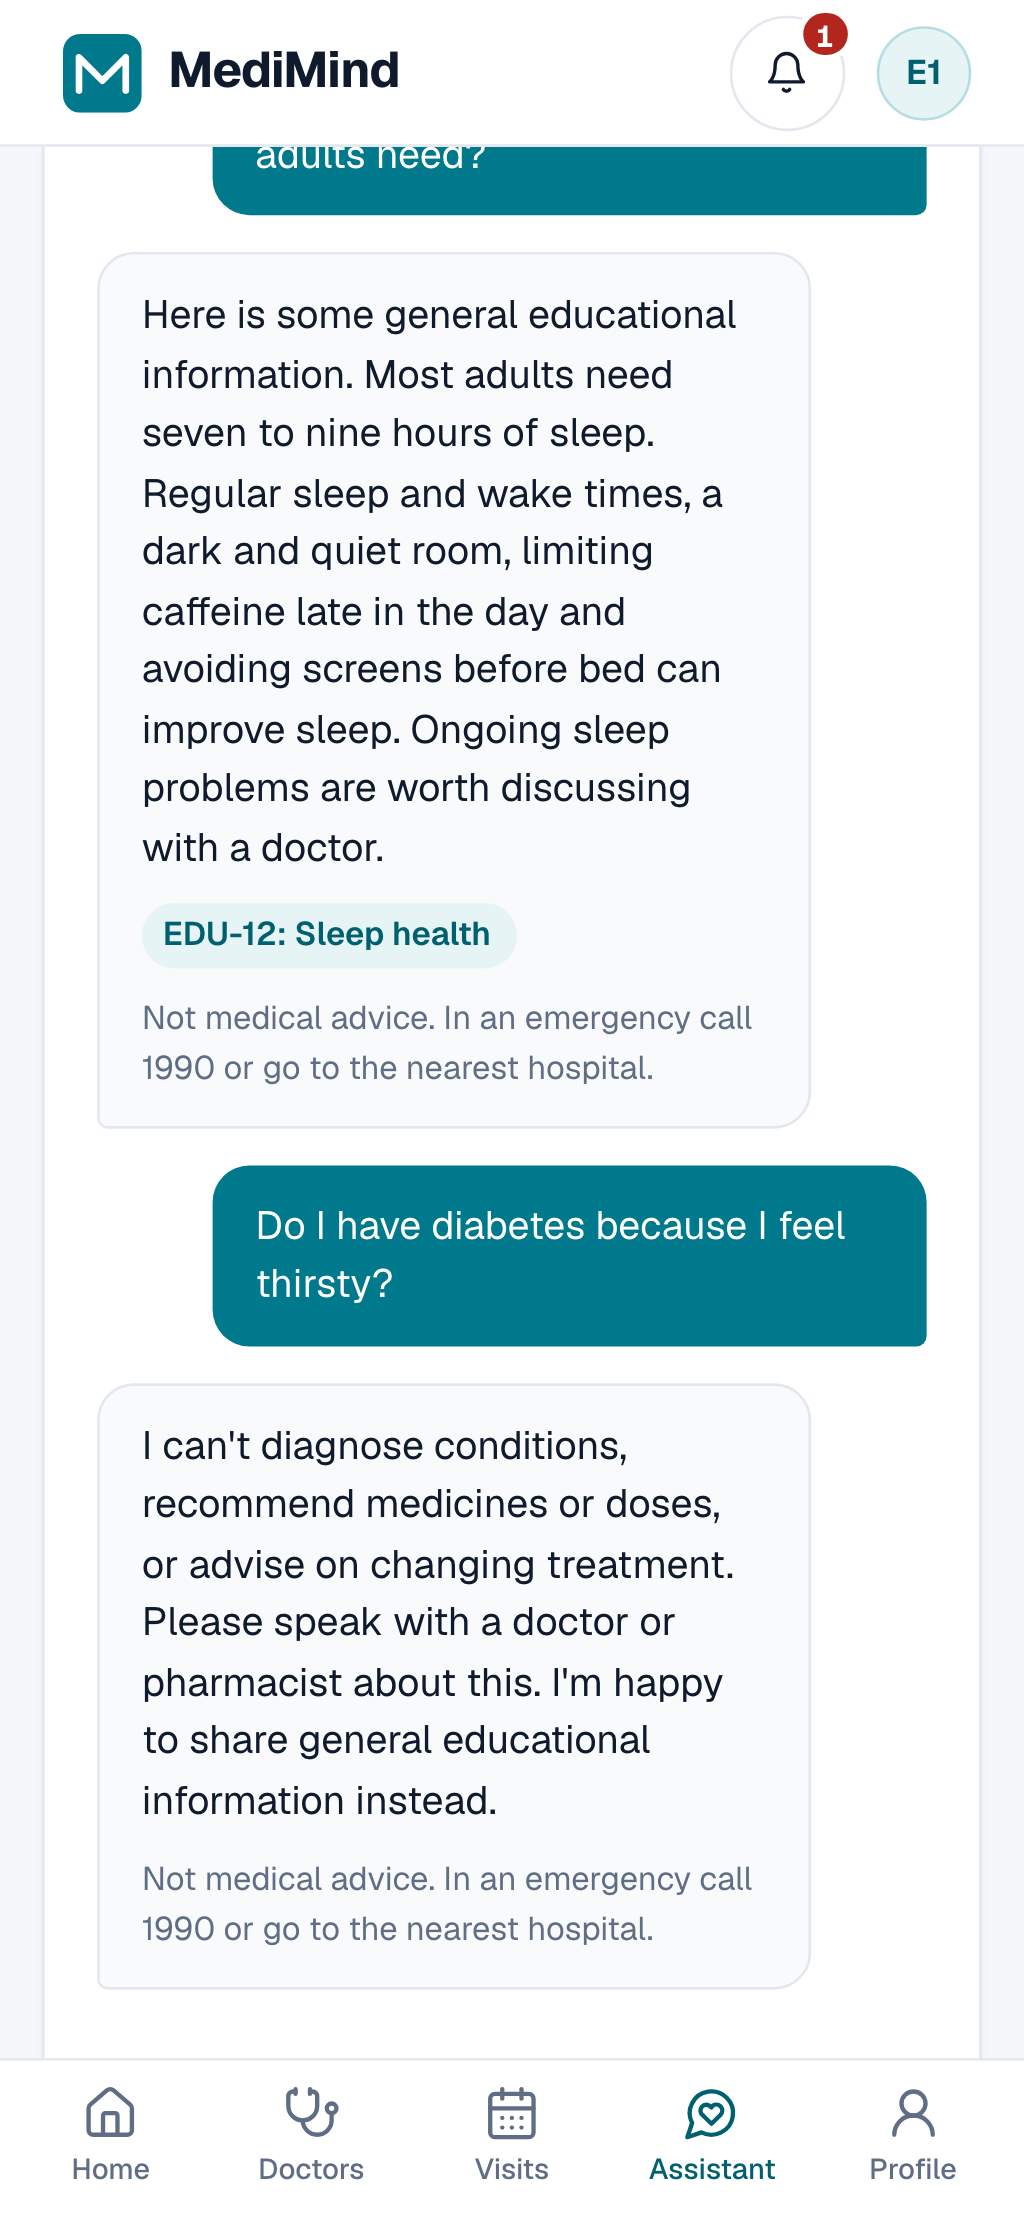 MediMind
1
E1
adults need?
Here is some general educational
information. Most adults need
seven to nine hours of sleep.
Regular sleep and wake times, a
dark and quiet room, limiting
caffeine late in the day and
avoiding screens before bed can
improve sleep. Ongoing sleep
problems are worth discussing
with a doctor.
EDU-12: Sleep health
Not medical advice. In an emergency call
1990 or go to the nearest hospital.
Do I have diabetes because I feel
thirsty?
I can't diagnose conditions,
recommend medicines or doses,
or advise on changing treatment.
Please speak with a doctor or
pharmacist about this. I'm happy
to share general educational
information instead.
Not medical advice. In an emergency call
1990 or go to the nearest hospital.
Home
Doctors
Visits
Assistant
Profile